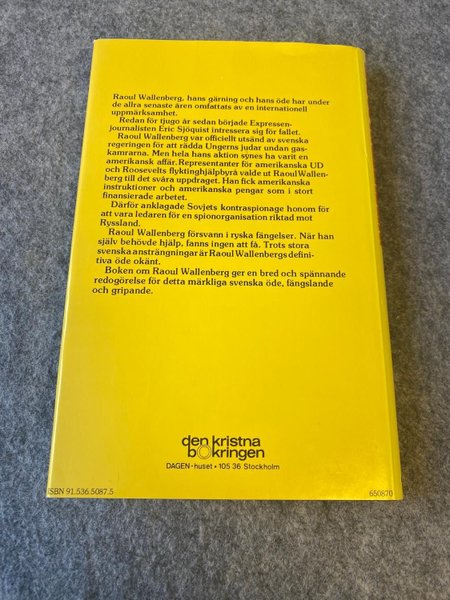 Raoul Wallenberg, hans gärning och hans öde har under
de allra senaste åren omfattats av en internationell
uppmärksamhet.
Redan för tjugo år sedan började Expressen-
journalisten Eric Sjöquist intressera sig för fallet.
Raoul Wallenberg var officiellt utsänd av svenska
regeringen för att rädda Ungerns judar undan gas-
kamrarna. Men hela hans aktion synes ha varit en
amerikansk affär. Representanter för amerikanska UD
och Roosevelts flyktinghjälpbyrå valde ut Raoul Wallen-
berg till det svåra uppdraget. Han fick amerikanska
instruktioner och amerikanska pengar som i stort
finansierade arbetet.
Därför anklagade Sovjets kontraspionage honom för
att vara ledaren för en spionorganisation riktad mot
Ryssland.
Raoul Wallenberg försvann i ryska fängelser. När han
själv behövde hjälp, fanns ingen att få. Trots stora
svenska ansträngningar är Raoul Wallenbergs defini-
tiva öde okänt.
Boken om Raoul Wallenberg ger en bred och spännande
redogörelse för detta märkliga svenska öde, fängslande
och gripande.
den kristna
bokringen
DAGEN-huset • 105 36 Stockholm
ISBN 91.536.5087.5
650870